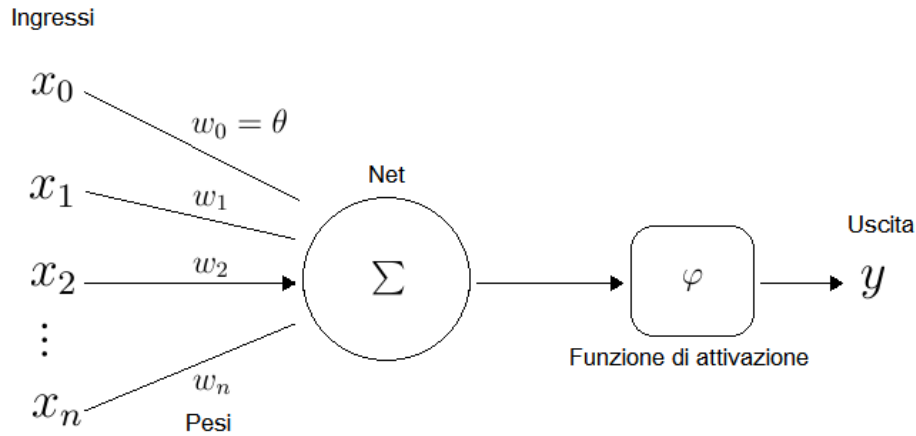 Ingressi
x₀
w₀ = θ
x₁
w₁
Net
x₂
w₂
Σ
φ
Uscita
y
⋮
Funzione di attivazione
xₙ
wₙ
Pesi